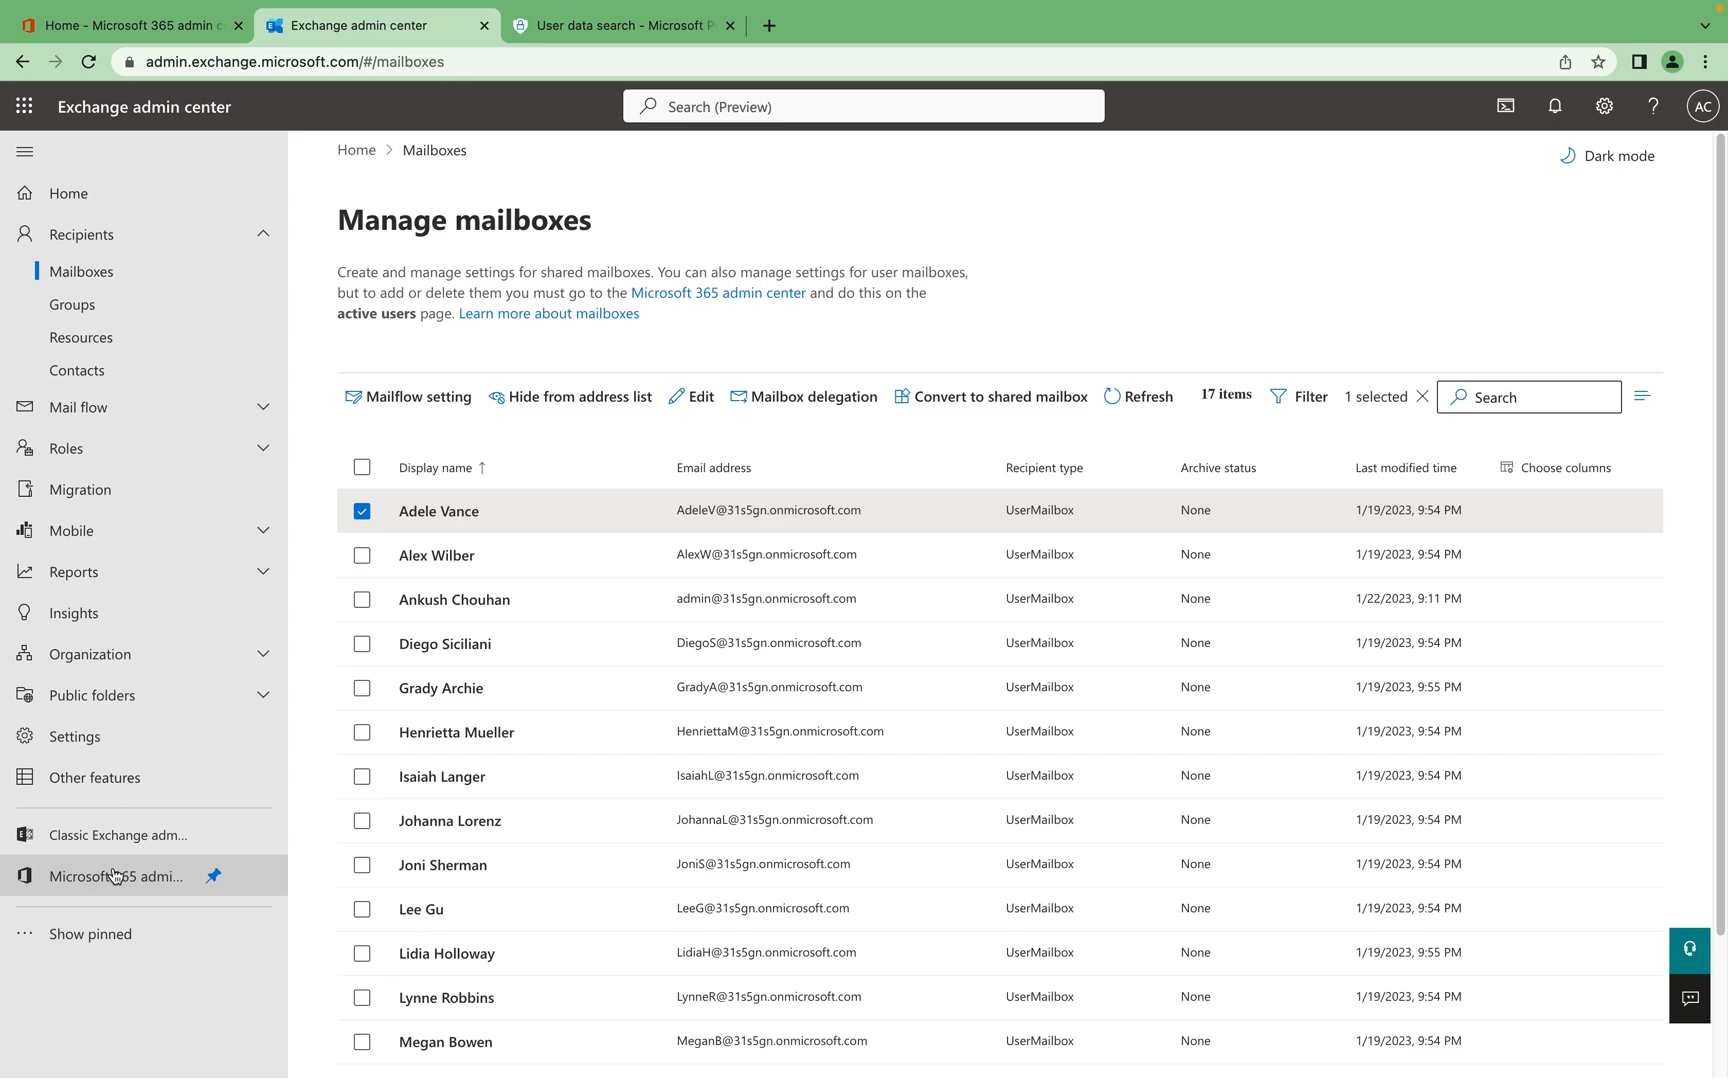 Home - Microsoft 365 admin c
Exchange admin center
User data search - Microsoft P
admin.exchange.microsoft.com/#/mailboxes
Exchange admin center
Search (Preview)
AC
Home
Recipients
Mailboxes
Groups
Resources
Contacts
Mail flow
Roles
Migration
Mobile
Reports
Insights
Organization
Public folders
Settings
Other features
Classic Exchange adm...
Microsoft 365 admi...
Show pinned
Home > Mailboxes
Dark mode
Manage mailboxes
Create and manage settings for shared mailboxes. You can also manage settings for user mailboxes,
but to add or delete them you must go to the Microsoft 365 admin center and do this on the
active users page. Learn more about mailboxes
Mailflow setting Hide from address list Edit Mailbox delegation Convert to shared mailbox Refresh 17 items Filter 1 selected Search
Display name ↑ Email address Recipient type Archive status Last modified time Choose columns
Adele Vance AdeleV@31s5gn.onmicrosoft.com UserMailbox None 1/19/2023, 9:54 PM
Alex Wilber AlexW@31s5gn.onmicrosoft.com UserMailbox None 1/19/2023, 9:54 PM
Ankush Chouhan admin@31s5gn.onmicrosoft.com UserMailbox None 1/22/2023, 9:11 PM
Diego Siciliani DiegoS@31s5gn.onmicrosoft.com UserMailbox None 1/19/2023, 9:54 PM
Grady Archie GradyA@31s5gn.onmicrosoft.com UserMailbox None 1/19/2023, 9:55 PM
Henrietta Mueller HenriettaM@31s5gn.onmicrosoft.com UserMailbox None 1/19/2023, 9:54 PM
Isaiah Langer IsaiahL@31s5gn.onmicrosoft.com UserMailbox None 1/19/2023, 9:54 PM
Johanna Lorenz JohannaL@31s5gn.onmicrosoft.com UserMailbox None 1/19/2023, 9:54 PM
Joni Sherman JoniS@31s5gn.onmicrosoft.com UserMailbox None 1/19/2023, 9:54 PM
Lee Gu LeeG@31s5gn.onmicrosoft.com UserMailbox None 1/19/2023, 9:54 PM
Lidia Holloway LidiaH@31s5gn.onmicrosoft.com UserMailbox None 1/19/2023, 9:55 PM
Lynne Robbins LynneR@31s5gn.onmicrosoft.com UserMailbox None 1/19/2023, 9:54 PM
Megan Bowen MeganB@31s5gn.onmicrosoft.com UserMailbox None 1/19/2023, 9:54 PM